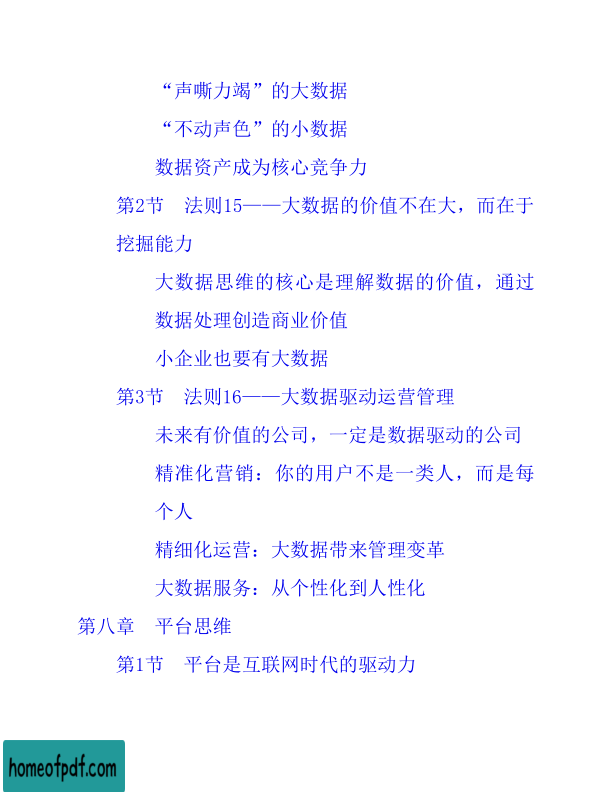 “声嘶力竭”的大数据
“不动声色”的小数据
数据资产成为核心竞争力
第2节　法则15——大数据的价值不在大，而在于
挖掘能力
大数据思维的核心是理解数据的价值，通过
数据处理创造商业价值
小企业也要有大数据
第3节　法则16——大数据驱动运营管理
未来有价值的公司，一定是数据驱动的公司
精准化营销：你的用户不是一类人，而是每
个人
精细化运营：大数据带来管理变革
大数据服务：从个性化到人性化
第八章　平台思维
第1节　平台是互联网时代的驱动力
homeofpdf.com